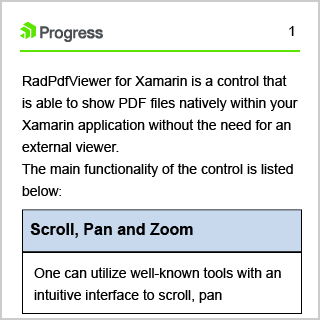 Progress
1
RadPdfViewer for Xamarin is a control that
is able to show PDF files natively within your
Xamarin application without the need for an
external viewer.
The main functionality of the control is listed
below:
Scroll, Pan and Zoom
One can utilize well-known tools with an
intuitive interface to scroll, pan